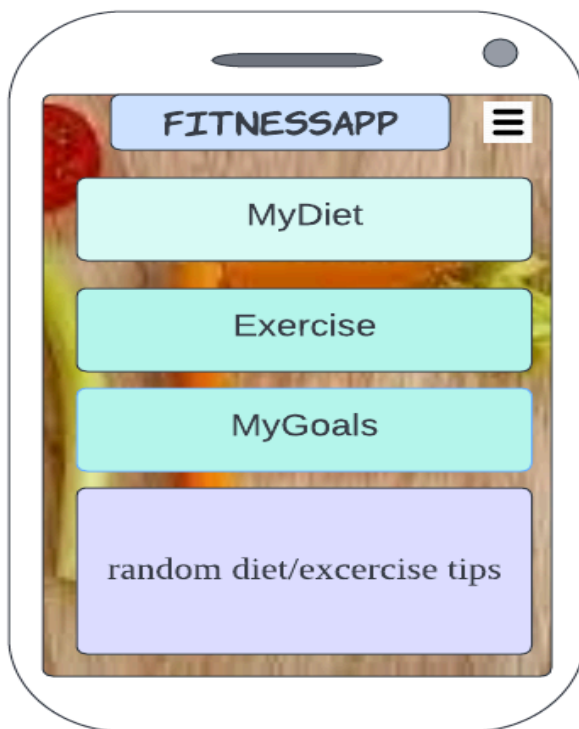 FITNESSAPP
MyDiet
Exercise
MyGoals
random diet/excercise tips